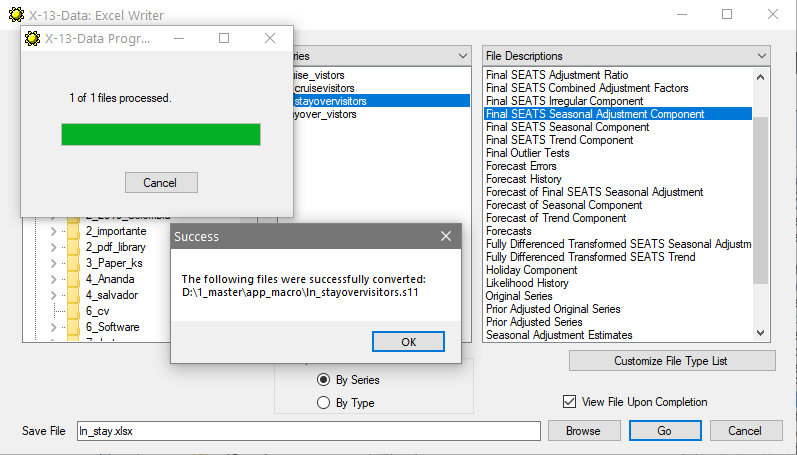 X-13-Data: Excel Writer
X-13-Data Progr...
1 of 1 files processed.
Cancel
ries
uise_vistors
_cruisevisitors
_stayovervisitors
ayover_vistors
File Descriptions
Final SEATS Adjustment Ratio
Final SEATS Combined Adjustment Factors
Final SEATS Irregular Component
Final SEATS Seasonal Adjustment Component
Final SEATS Seasonal Component
Final SEATS Trend Component
Final Outlier Tests
Forecast Errors
Forecast History
Forecast of Final SEATS Seasonal Adjustment
Forecast of Seasonal Component
Forecast of Trend Component
Forecasts
Fully Differenced Transformed SEATS Seasonal Adjustm
Fully Differenced Transformed SEATS Trend
Holiday Component
Likelihood History
Original Series
Prior Adjusted Original Series
Prior Adjusted Series
Seasonal Adjustment Estimates
2_importante
2_pdf_library
3_Paper_ks
4_Ananda
4_salvador
6_cv
6_Software
Success
The following files were successfully converted:
D:\1_master\app_macro\ln_stayovervisitors.s11
OK
By Series
By Type
Customize File Type List
View File Upon Completion
Save File
ln_stay.xlsx
Browse
Go
Cancel